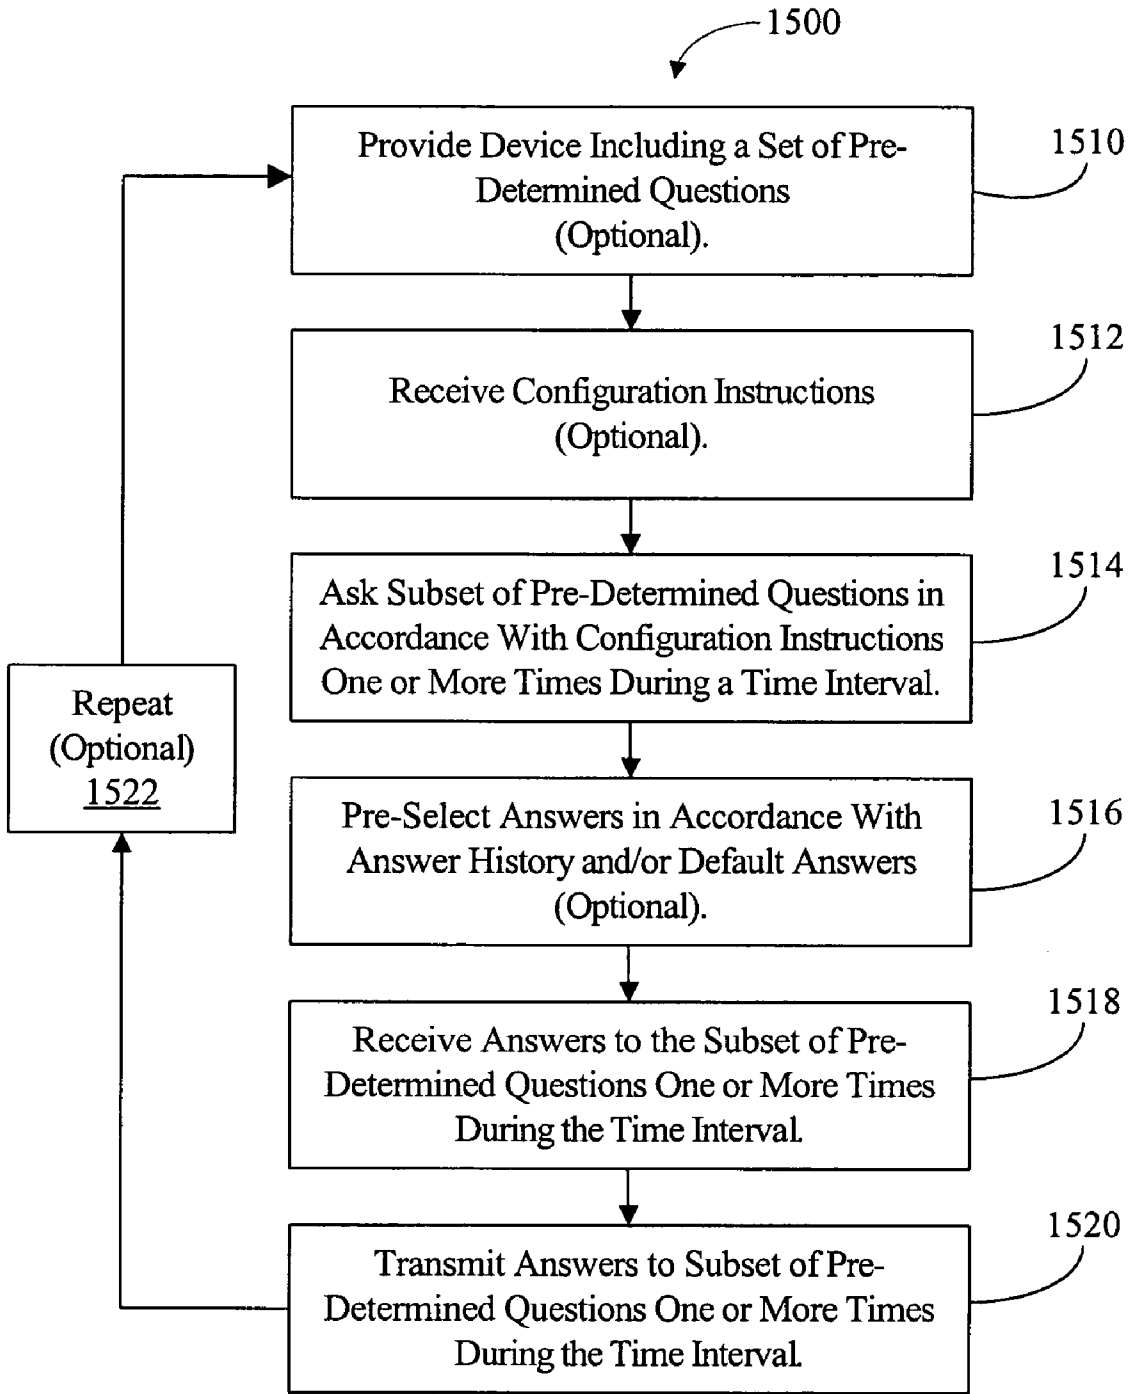 1500
Provide Device Including a Set of Pre-
Determined Questions
(Optional).
1510
Receive Configuration Instructions
(Optional).
1512
Ask Subset of Pre-Determined Questions in
Accordance With Configuration Instructions
One or More Times During a Time Interval.
1514
Repeat
(Optional)
1522
Pre-Select Answers in Accordance With
Answer History and/or Default Answers
(Optional).
1516
Receive Answers to the Subset of Pre-
Determined Questions One or More Times
During the Time Interval.
1518
Transmit Answers to Subset of Pre-
Determined Questions One or More Times
During the Time Interval.
1520